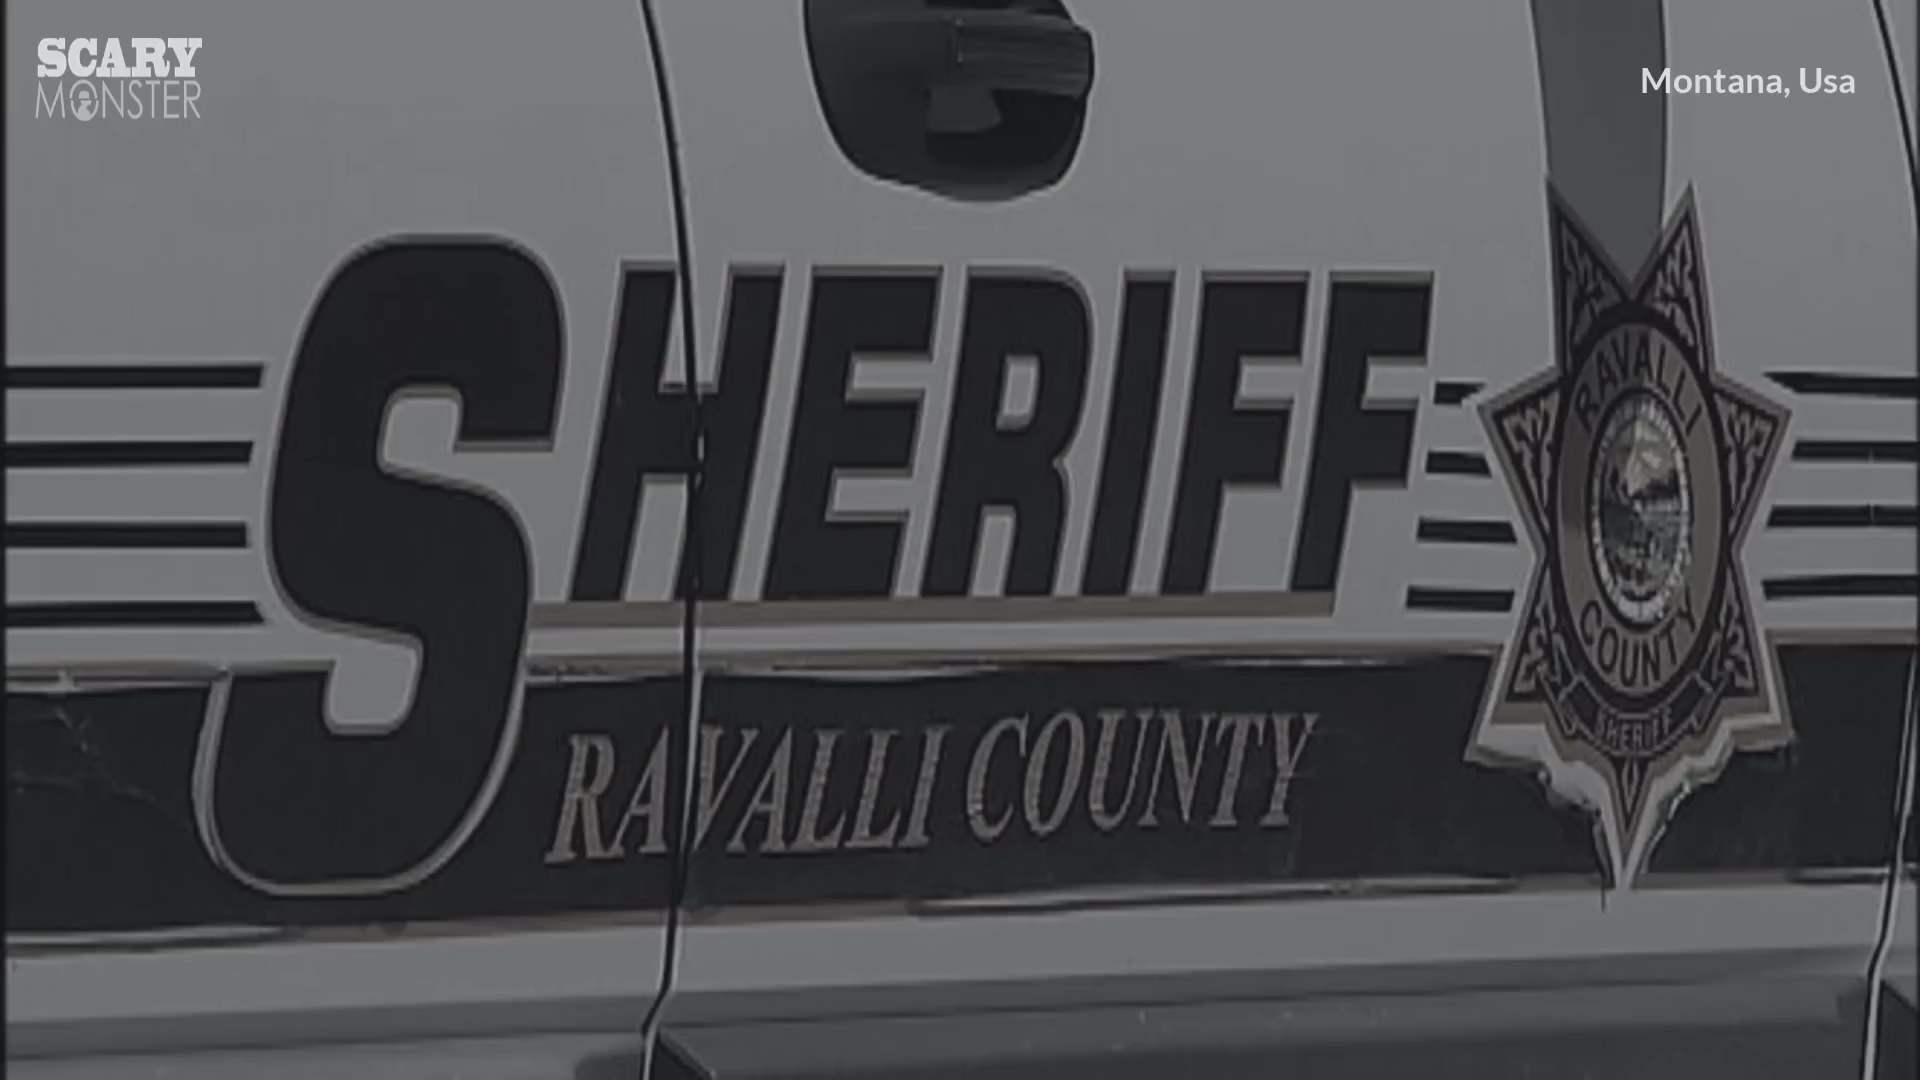 SCARY
MONSTER
Montana, Usa
SHERIFF
RAVALLI COUNTY
RAVALLI
COUNTY
SHERIFF